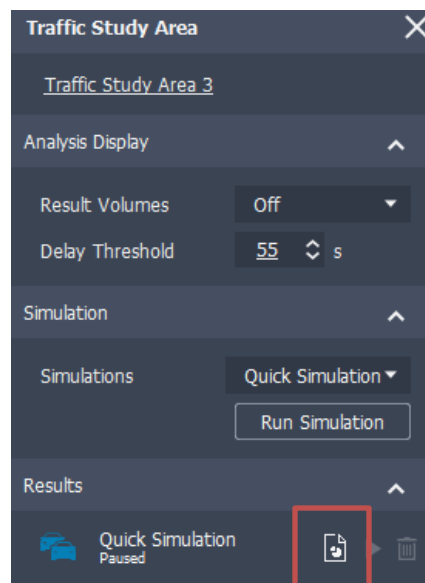 Traffic Study Area
Traffic Study Area 3
Analysis Display
Result Volumes Off
Delay Threshold 55 s
Simulation
Simulations Quick Simulation
Run Simulation
Results
Quick Simulation
Paused